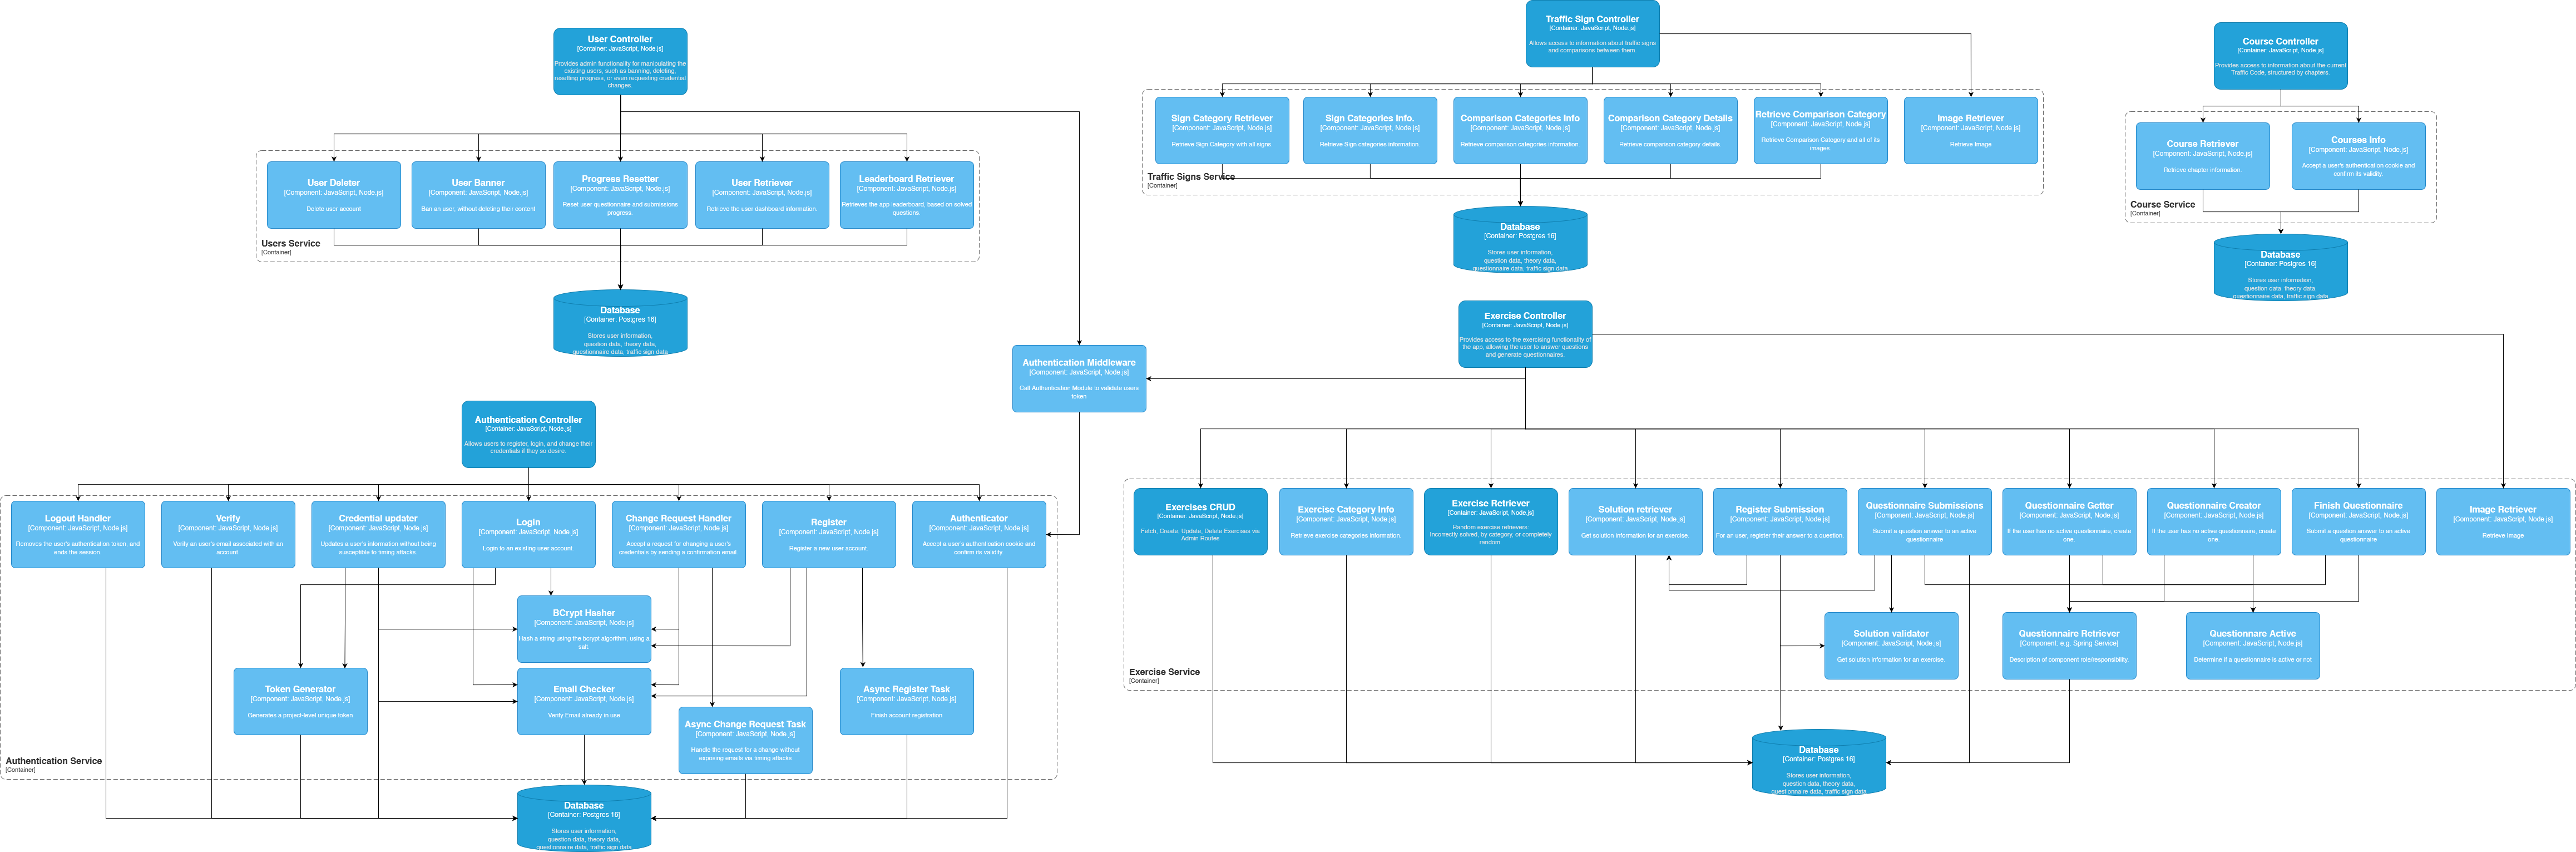 User Controller
[Container: JavaScript, Node.js]
Provides admin functionality for manipulating the
existing users, such as banning, deleting,
resetting progress, or even requesting credential
changes.
User Deleter
[Component: JavaScript, Node.js]
Delete user account
User Banner
[Component: JavaScript, Node.js]
Ban an user, without deleting their content
Progress Resetter
[Component: JavaScript, Node.js]
Reset user questionnaire and submissions
progress.
User Retriever
[Component: JavaScript, Node.js]
Retrieve the user dashboard information.
Leaderboard Retriever
[Component: JavaScript, Node.js]
Retrieves the app leaderboard, based on solved
questions.
Users Service
[Container]
Database
[Container: Postgres 16]
Stores user information,
question data, theory data,
questionnaire data, traffic sign data
Traffic Sign Controller
[Container: JavaScript, Node.js]
Allows access to information about traffic signs
and comparisons between them.
Sign Category Retriever
[Component: JavaScript, Node.js]
Retrieve Sign Category with all signs.
Sign Categories Info.
[Component: JavaScript, Node.js]
Retrieve Sign categories information.
Comparison Categories Info
[Component: JavaScript, Node.js]
Retrieve comparison categories information.
Comparison Category Details
[Component: JavaScript, Node.js]
Retrieve comparison category details.
Retrieve Comparison Category
[Component: JavaScript, Node.js]
Retrieve Comparison Category and all of its
images.
Image Retriever
[Component: JavaScript, Node.js]
Retrieve Image
Traffic Signs Service
[Container]
Database
[Container: Postgres 16]
Stores user information,
question data, theory data,
questionnaire data, traffic sign data
Course Controller
[Container: JavaScript, Node.js]
Provides access to information about the current
Traffic Code, structured by chapters.
Course Retriever
[Component: JavaScript, Node.js]
Retrieve chapter information.
Courses Info
[Component: JavaScript, Node.js]
Accept a user's authentication cookie and
confirm its validity.
Course Service
[Container]
Database
[Container: Postgres 16]
Stores user information,
question data, theory data,
questionnaire data, traffic sign data
Authentication Middleware
[Component: JavaScript, Node.js]
Call Authentication Module to validate users
token
Authentication Controller
[Container: JavaScript, Node.js]
Allows users to register, login, and change their
credentials if they so desire.
Logout Handler
[Component: JavaScript, Node.js]
Removes the user's authentication token, and
ends the session.
Verify
[Component: JavaScript, Node.js]
Verify an user's email associated with an
account.
Credential updater
[Component: JavaScript, Node.js]
Updates a user's information without being
susceptible to timing attacks.
Login
[Component: JavaScript, Node.js]
Login to an existing user account.
Change Request Handler
[Component: JavaScript, Node.js]
Accept a request for changing a user's
credentials by sending a confirmation email.
Register
[Component: JavaScript, Node.js]
Register a new user account.
Authenticator
[Component: JavaScript, Node.js]
Accept a user's authentication cookie and
confirm its validity.
BCrypt Hasher
[Component: JavaScript, Node.js]
Hash a string using the bcrypt algorithm, using a
salt.
Token Generator
[Component: JavaScript, Node.js]
Generates a project-level unique token
Email Checker
[Component: JavaScript, Node.js]
Verify Email already in use
Async Change Request Task
[Component: JavaScript, Node.js]
Handle the request for a change without
exposing emails via timing attacks
Async Register Task
[Component: JavaScript, Node.js]
Finish account registration
Authentication Service
[Container]
Database
[Container: Postgres 16]
Stores user information,
question data, theory data,
questionnaire data, traffic sign data
Exercise Controller
[Container: JavaScript, Node.js]
Provides access to the exercising functionality of
the app, allowing the user to answer questions
and generate questionnaires.
Exercises CRUD
[Container: JavaScript, Node.js]
Fetch, Create, Update, Delete Exercises via
Admin Routes
Exercise Category Info
[Component: JavaScript, Node.js]
Retrieve exercise categories information.
Exercise Retriever
[Container: JavaScript, Node.js]
Random exercise retrievers:
Incorrectly solved, by category, or completely
random.
Solution retriever
[Component: JavaScript, Node.js]
Get solution information for an exercise.
Register Submission
[Component: JavaScript, Node.js]
For an user, register their answer to a question.
Questionnaire Submissions
[Component: JavaScript, Node.js]
Submit a question answer to an active
questionnaire
Questionnaire Getter
[Component: JavaScript, Node.js]
If the user has no active questionnaire, create
one.
Questionnaire Creator
[Component: JavaScript, Node.js]
If the user has no active questionnaire, create
one.
Finish Questionnaire
[Component: JavaScript, Node.js]
Submit a question answer to an active
questionnaire
Image Retriever
[Component: JavaScript, Node.js]
Retrieve Image
Solution validator
[Component: JavaScript, Node.js]
Get solution information for an exercise.
Questionnaire Retriever
[Component: e.g. Spring Service]
Description of component role/responsibility.
Questionnare Active
[Component: JavaScript, Node.js]
Determine if a questionnaire is active or not
Exercise Service
[Container]
Database
[Container: Postgres 16]
Stores user information,
question data, theory data,
questionnaire data, traffic sign data